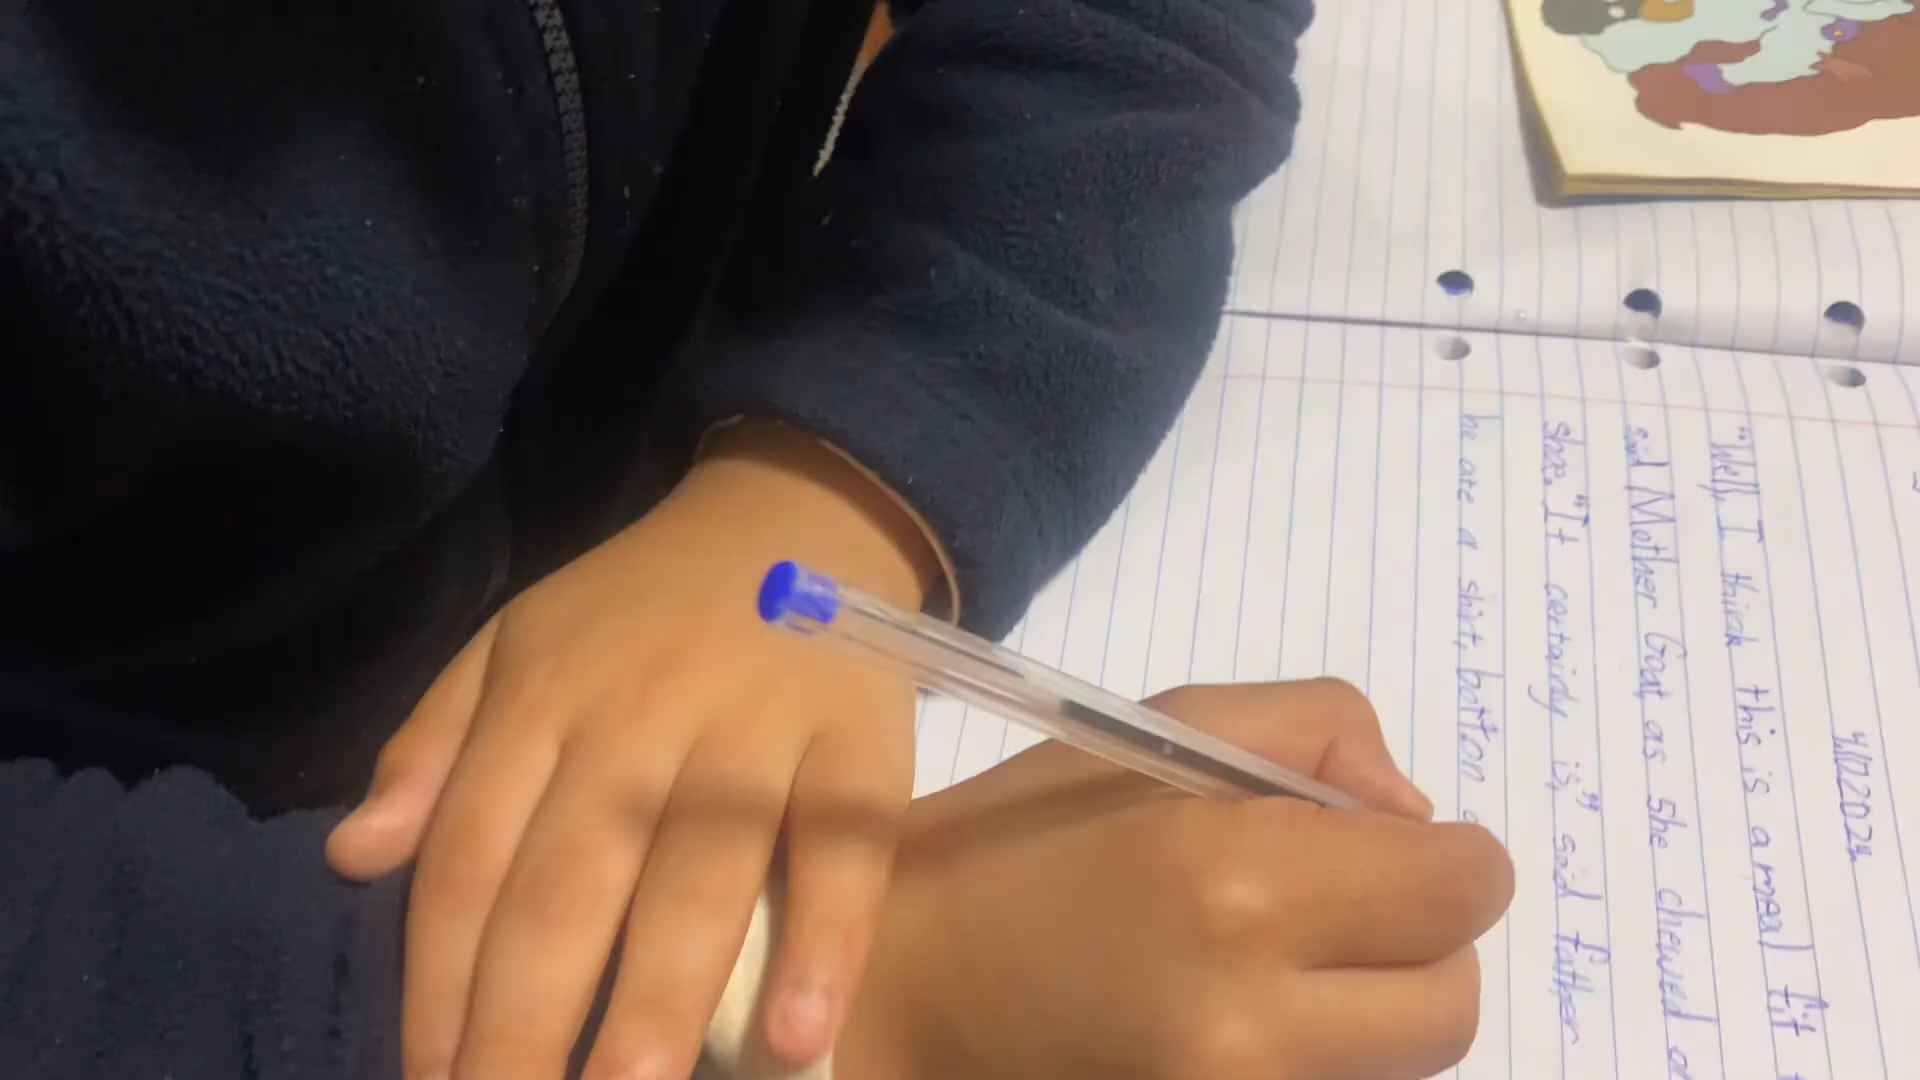 4/17/2024
"Well, I think this is a meal fit
said Mother Goat as She chewed
shoe. "It certainly is," said father
he ate a shirt, button